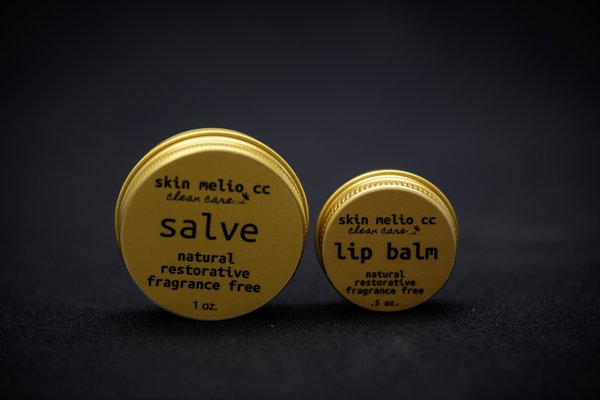 skin melio cc
clean care
salve
natural
restorative
fragrance free
1 oz.
skin melio cc
clean care
lip balm
natural
restorative
fragrance free
.5 oz.